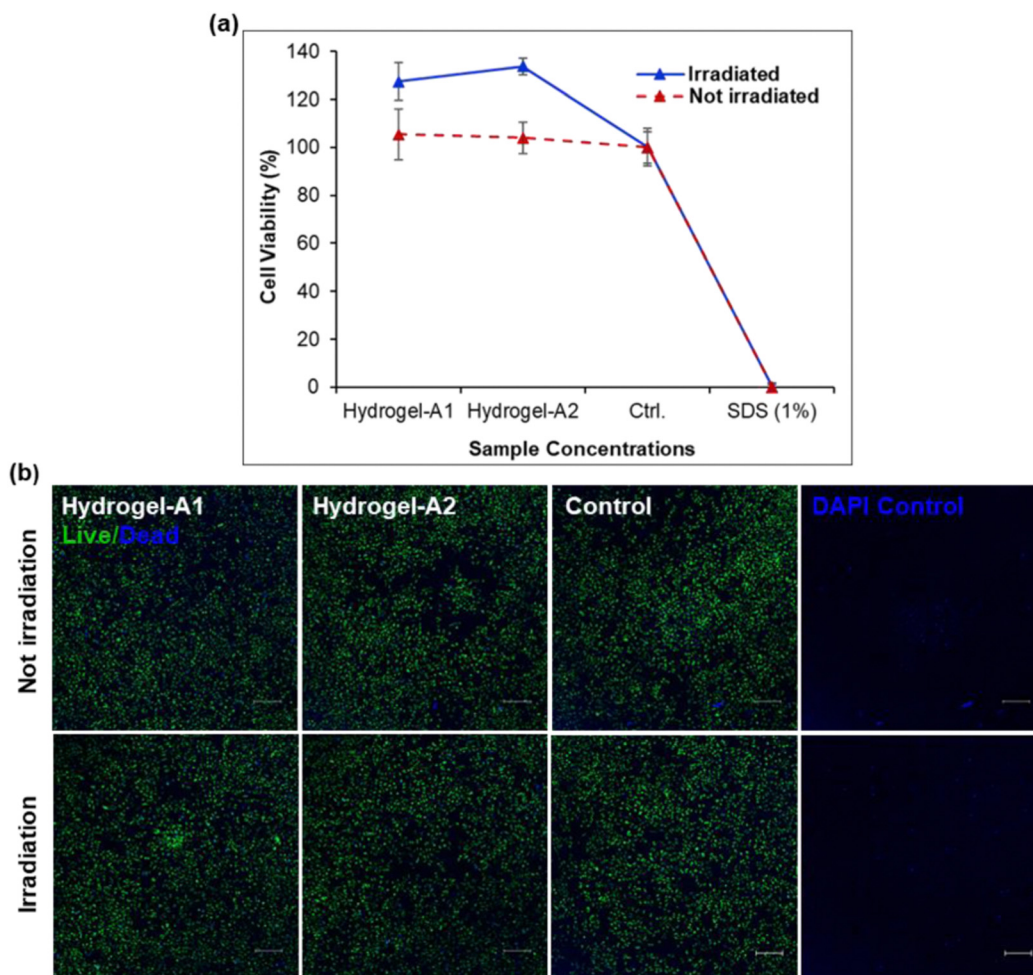 (a)
140
120
100
80
60
40
20
0
Cell Viability (%)
Irradiated
Not irradiated
Hydrogel-A1 Hydrogel-A2 Ctrl. SDS (1%)
Sample Concentrations
(b)
Hydrogel-A1 Hydrogel-A2 Control DAPI Control
Live/Dead
Not irradiation
Irradiation